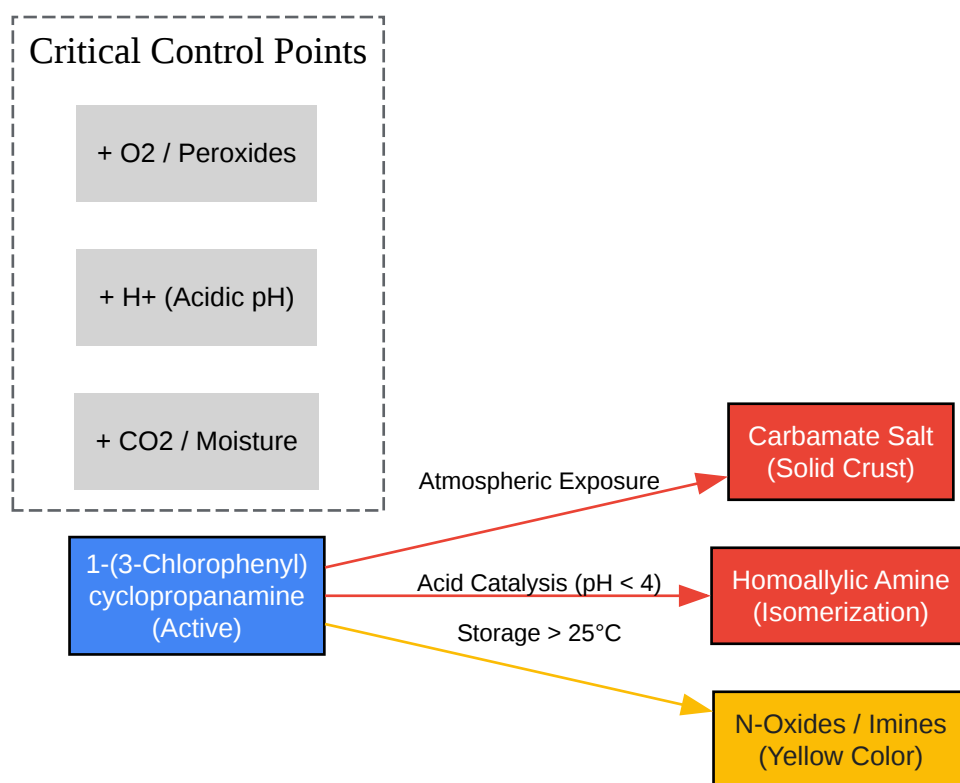 Critical Control Points
+ O2 / Peroxides
+ H+ (Acidic pH)
+ CO2 / Moisture
1-(3-Chlorophenyl)
cyclopropanamine
(Active)
Atmospheric Exposure
Acid Catalysis (pH < 4)
Storage > 25°C
Carbamate Salt
(Solid Crust)
Homoallylic Amine
(Isomerization)
N-Oxides / Imines
(Yellow Color)